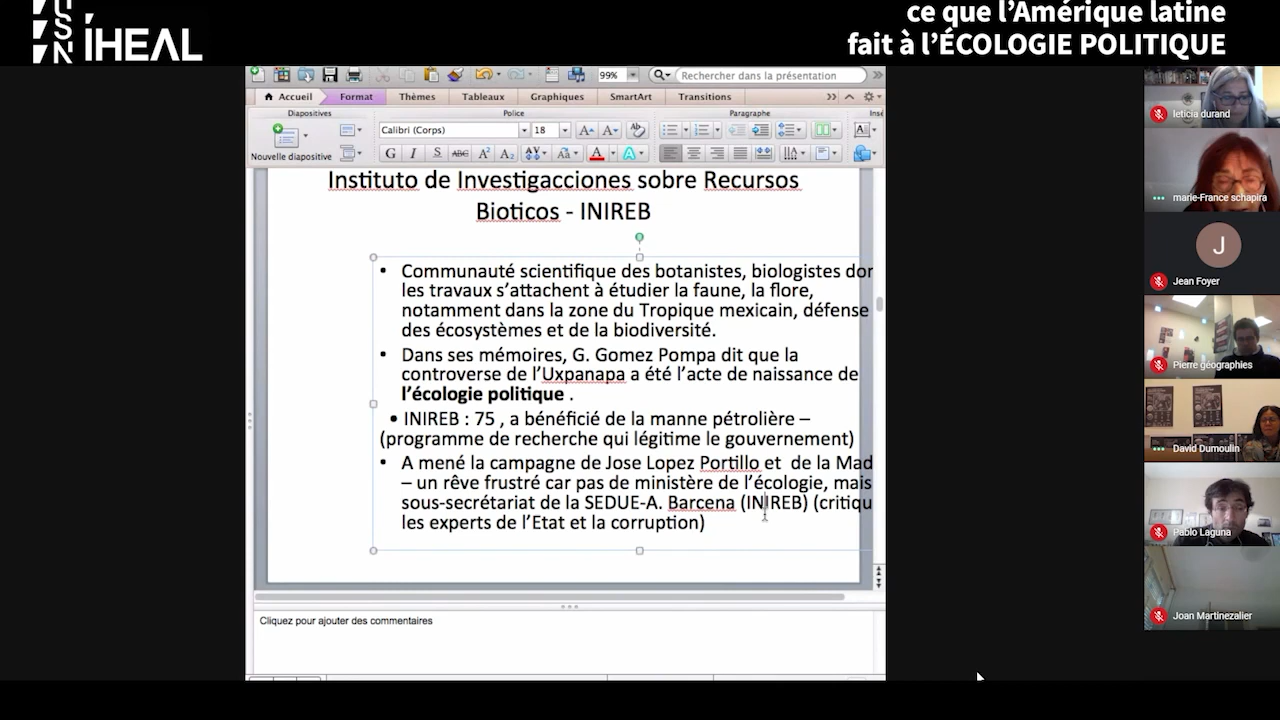 ÍHEAL
ce que l'Amérique latine
fait à l'ÉCOLOGIE POLITIQUE
99%
Rechercher dans la présentation
Accueil
Format
Thèmes
Tableaux
Graphiques
SmartArt
Transitions
Diapositives
Police
Paragraphe
Insé
Nouvelle diapositive
Calibri (Corps)
18
Instituto de Investigacciones sobre Recursos
Bioticos - INIREB
• Communauté scientifique des botanistes, biologistes don
les travaux s'attachent à étudier la faune, la flore,
notamment dans la zone du Tropique mexicain, défense
des écosystèmes et de la biodiversité.
• Dans ses mémoires, G. Gomez Pompa dit que la
controverse de l'Uxpanapa a été l'acte de naissance de
l'écologie politique .
• INIREB : 75 , a bénéficié de la manne pétrolière –
(programme de recherche qui légitime le gouvernement)
• A mené la campagne de Jose Lopez Portillo et de la Mad
– un rêve frustré car pas de ministère de l'écologie, mais
sous-secrétariat de la SEDUE-A. Barcena (INIREB) (critiqu
les experts de l'Etat et la corruption)
Cliquez pour ajouter des commentaires
leticia durand
marie-France schapira
J
Jean Foyer
Pierre géographies
David Dumoulin
Pablo Laguna
Joan Martinezalier